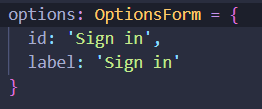 options: OptionsForm = {
  id: 'Sign in',
  label: 'Sign in'
}